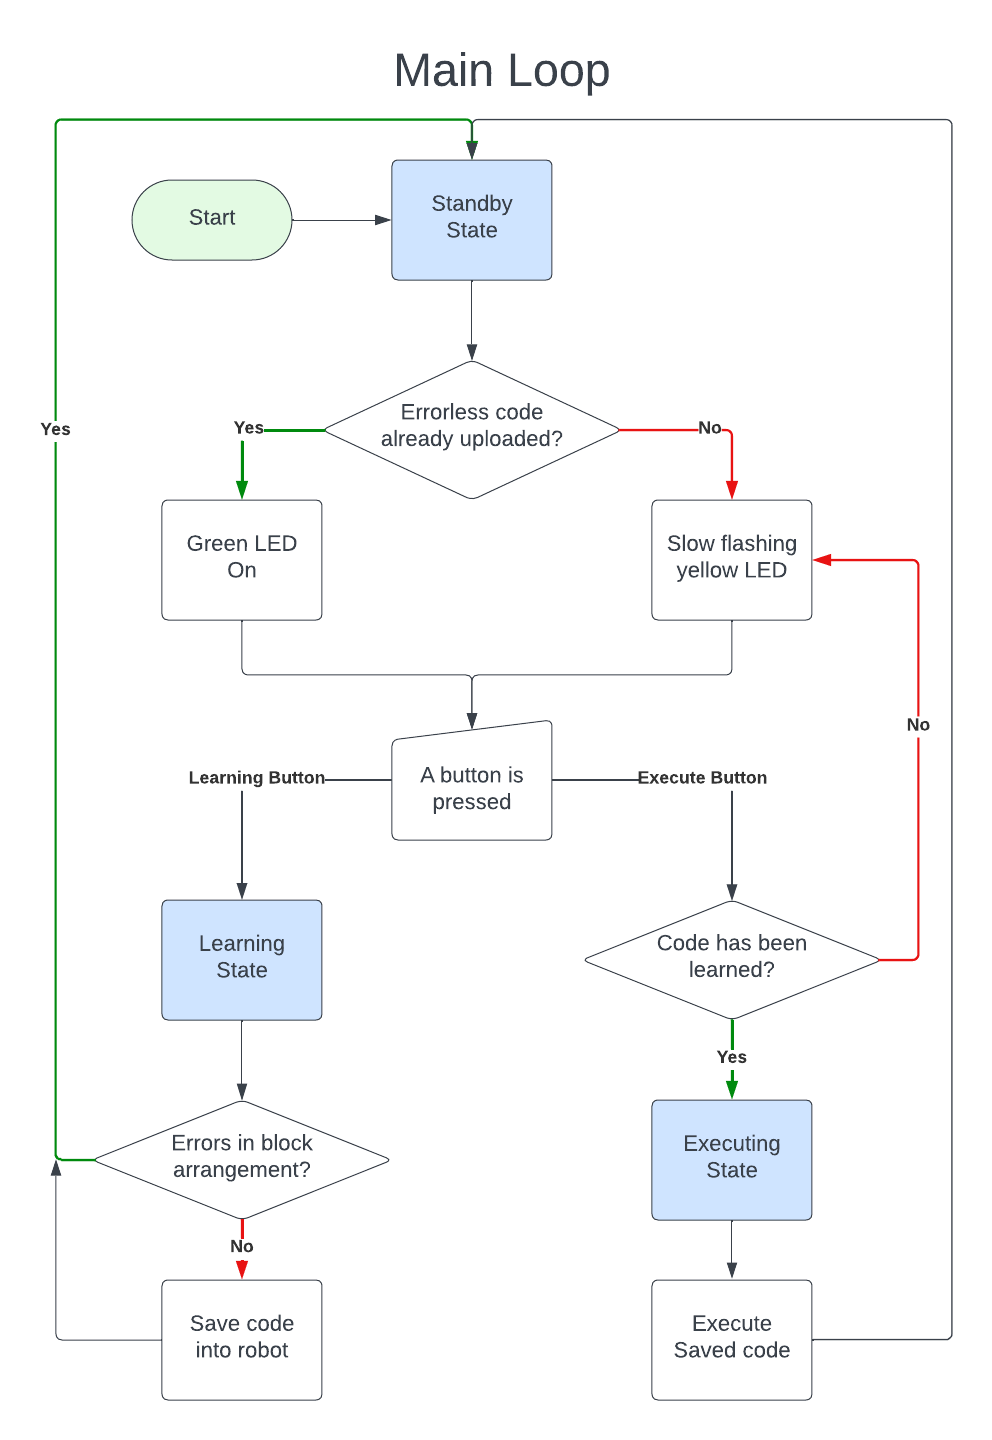 Main Loop
Start
Standby
State
Errorless code
already uploaded?
Yes
Yes
No
Green LED
On
Slow flashing
yellow LED
No
A button is
pressed
Learning Button
Execute Button
Learning
State
Code has been
learned?
Yes
Errors in block
arrangement?
Executing
State
No
Save code
into robot
Execute
Saved code